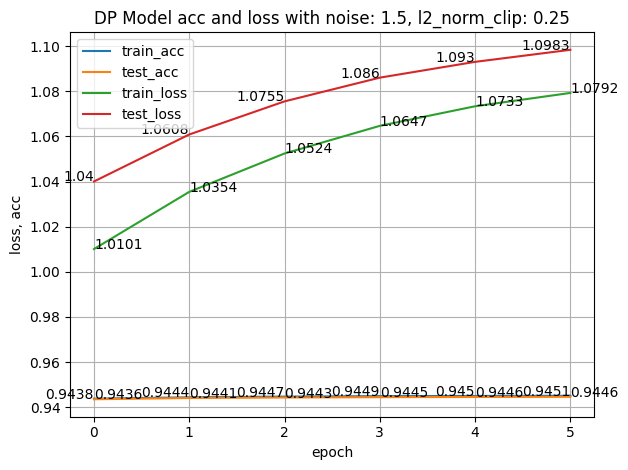 DP Model acc and loss with noise: 1.5, l2_norm_clip: 0.25
train_acc
test_acc
train_loss
test_loss
1.10
1.08
1.06
1.04
1.02
1.00
0.98
0.96
0.94
loss, acc
1.04
1.0608
1.0755
1.086
1.093
1.0983
1.0101
1.0354
1.0524
1.0647
1.0733
1.0792
0.9438 0.9436 0.9444 0.9441 0.9447 0.9443 0.9449 0.9445 0.945 0.9446 0.9451 0.9446
0 1 2 3 4 5
epoch